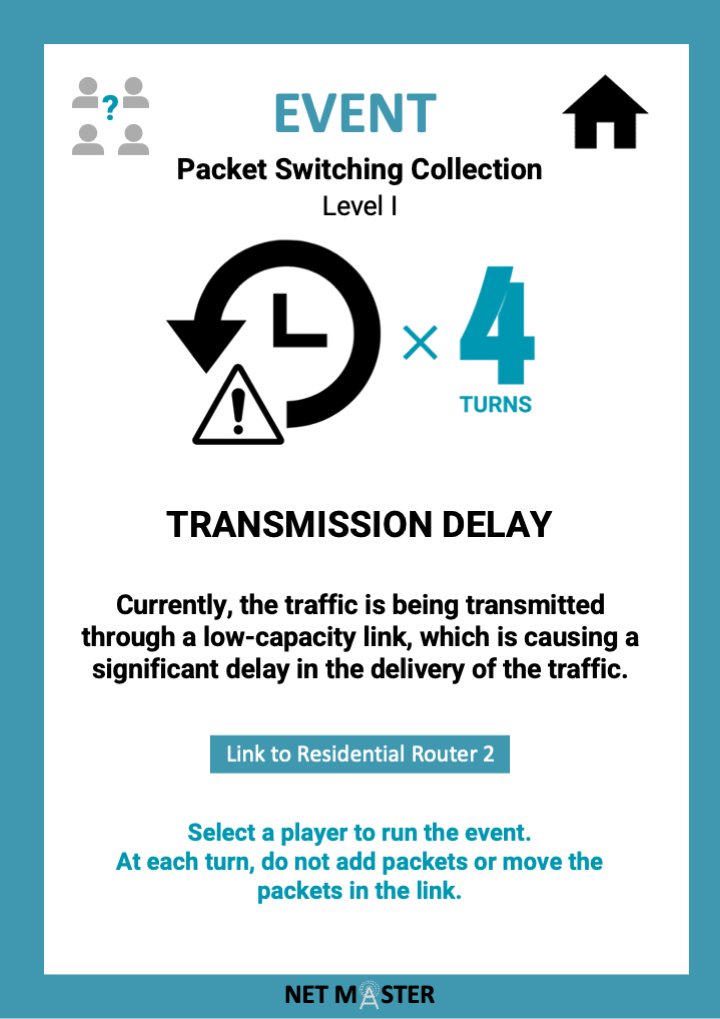 ?
EVENT
Packet Switching Collection
Level I
× 4
TURNS
!
TRANSMISSION DELAY
Currently, the traffic is being transmitted
through a low-capacity link, which is causing a
significant delay in the delivery of the traffic.
Link to Residential Router 2
Select a player to run the event.
At each turn, do not add packets or move the
packets in the link.
NET MASTER